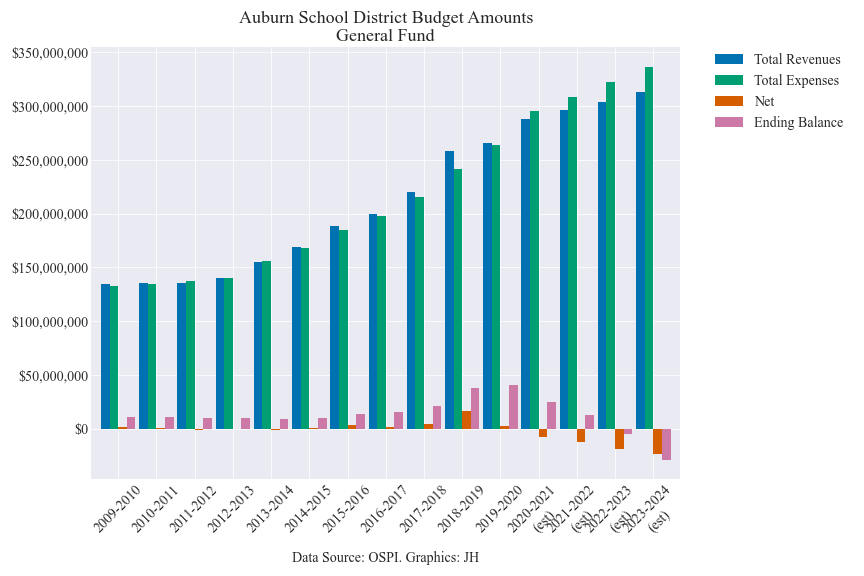 Auburn School District Budget Amounts
General Fund
$350,000,000
$300,000,000
$250,000,000
$200,000,000
$150,000,000
$100,000,000
$50,000,000
$0
Total Revenues
Total Expenses
Net
Ending Balance
2009-2010
2010-2011
2011-2012
2012-2013
2013-2014
2014-2015
2015-2016
2016-2017
2017-2018
2018-2019
2019-2020
2020-2021
(est)
2021-2022
(est)
2022-2023
(est)
2023-2024
(est)
Data Source: OSPI. Graphics: JH